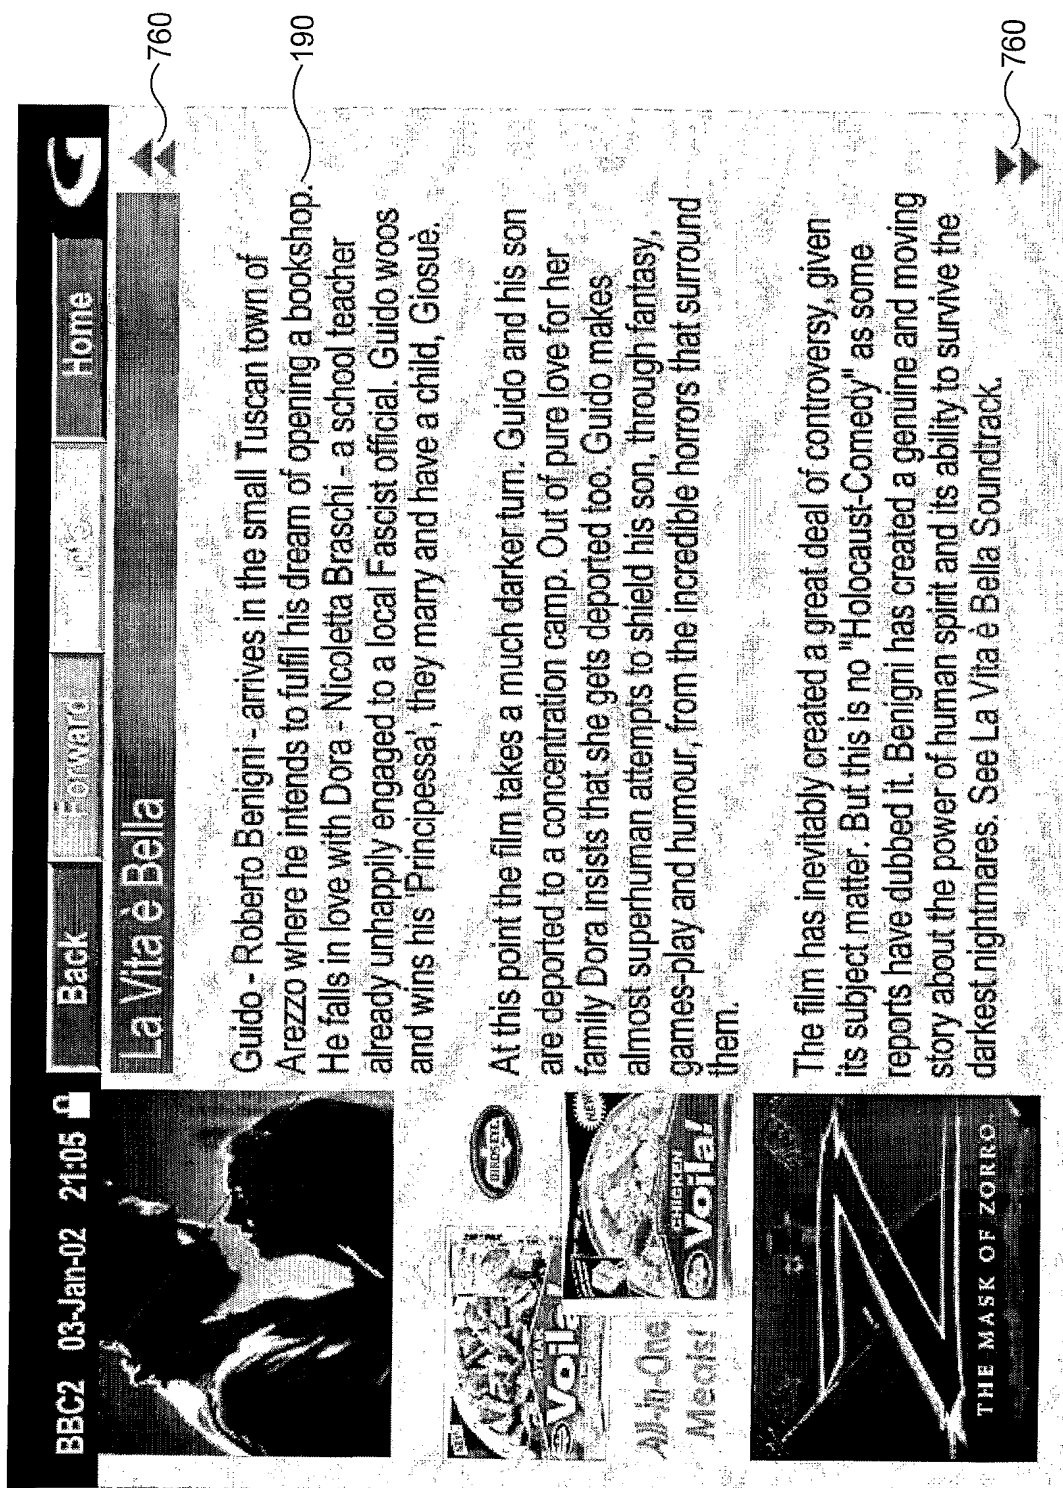 BBC2 03-Jan-02 21:05
Back
Forward
Home
La Vita è Bella
760
Guido - Roberto Benigni - arrives in the small Tuscan town of
Arezzo where he intends to fulfil his dream of opening a bookshop.
190
He falls in love with Dora - Nicoletta Braschi - a school teacher
already unhappily engaged to a local Fascist official. Guido woos
and wins his 'Principessa', they marry and have a child, Giosuè.
At this point the film takes a much darker turn. Guido and his son
are deported to a concentration camp. Out of pure love for her
family Dora insists that she gets deported too. Guido makes
almost superhuman attempts to shield his son, through fantasy,
games-play and humour, from the incredible horrors that surround
them.
The film has inevitably created a great deal of controversy, given
its subject matter. But this is no "Holocaust-Comedy" as some
reports have dubbed it. Benigni has created a genuine and moving
story about the power of human spirit and its ability to survive the
darkest nightmares. See La Vita è Bella Soundtrack.
760
BIRDS EYE
Voila!
NEW!
CHICKEN
Voila!
All-in-One
Meals!
THE MASK OF ZORRO